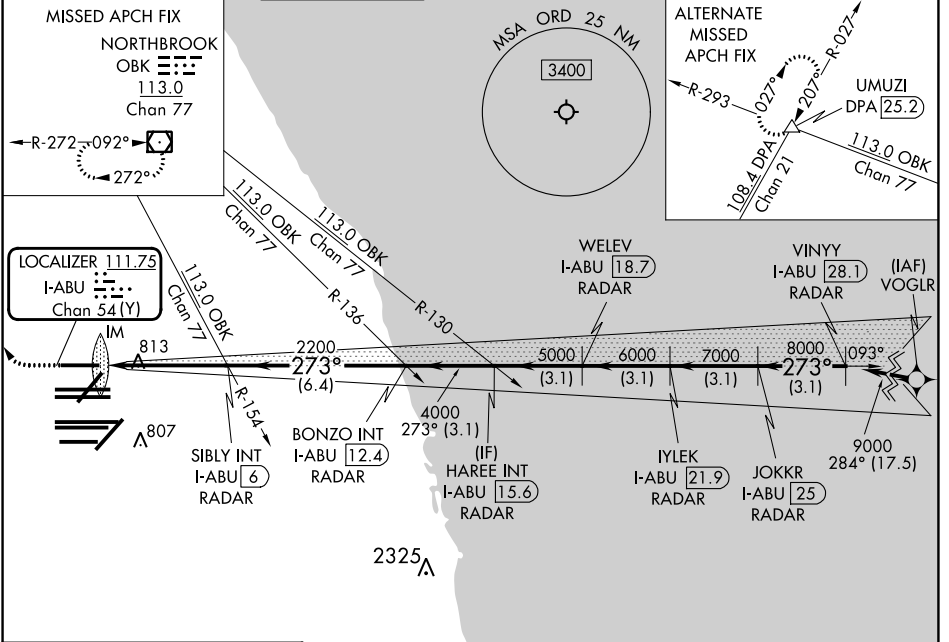 MISSED APCH FIX
NORTHBROOK
OBK
113.0
Chan 77
R-272
092°
272°
MSA ORD 25 NM
3400
ALTERNATE
MISSED
APCH FIX
R-027
027°
207°
R-293
UMUZI
DPA 25.2
108.4 DPA
Chan 21
113.0 OBK
Chan 77
113.0 OBK
Chan 77
113.0 OBK
Chan 77
113.0 OBK
Chan 77
R-136
R-130
R-154
LOCALIZER 111.75
I-ABU
Chan 54 (Y)
IM
813
807
WELEV
I-ABU 18.7
RADAR
VINYY
I-ABU 28.1
RADAR
(IAF)
VOGLR
2200
273°
(6.4)
4000
273° (3.1)
5000
(3.1)
6000
(3.1)
7000
(3.1)
8000
273°
(3.1)
093°
9000
284° (17.5)
SIBLY INT
I-ABU 6
RADAR
BONZO INT
I-ABU 12.4
RADAR
(IF)
HAREE INT
I-ABU 15.6
RADAR
IYLEK
I-ABU 21.9
RADAR
JOKKR
I-ABU 25
RADAR
2325